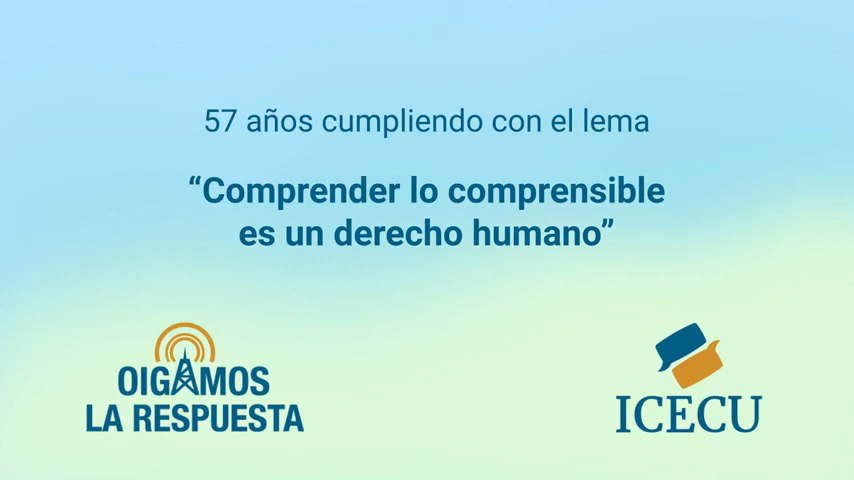 57 años cumpliendo con el lema
“Comprender lo comprensible
es un derecho humano”
OIGAMOS
LA RESPUESTA
ICECU